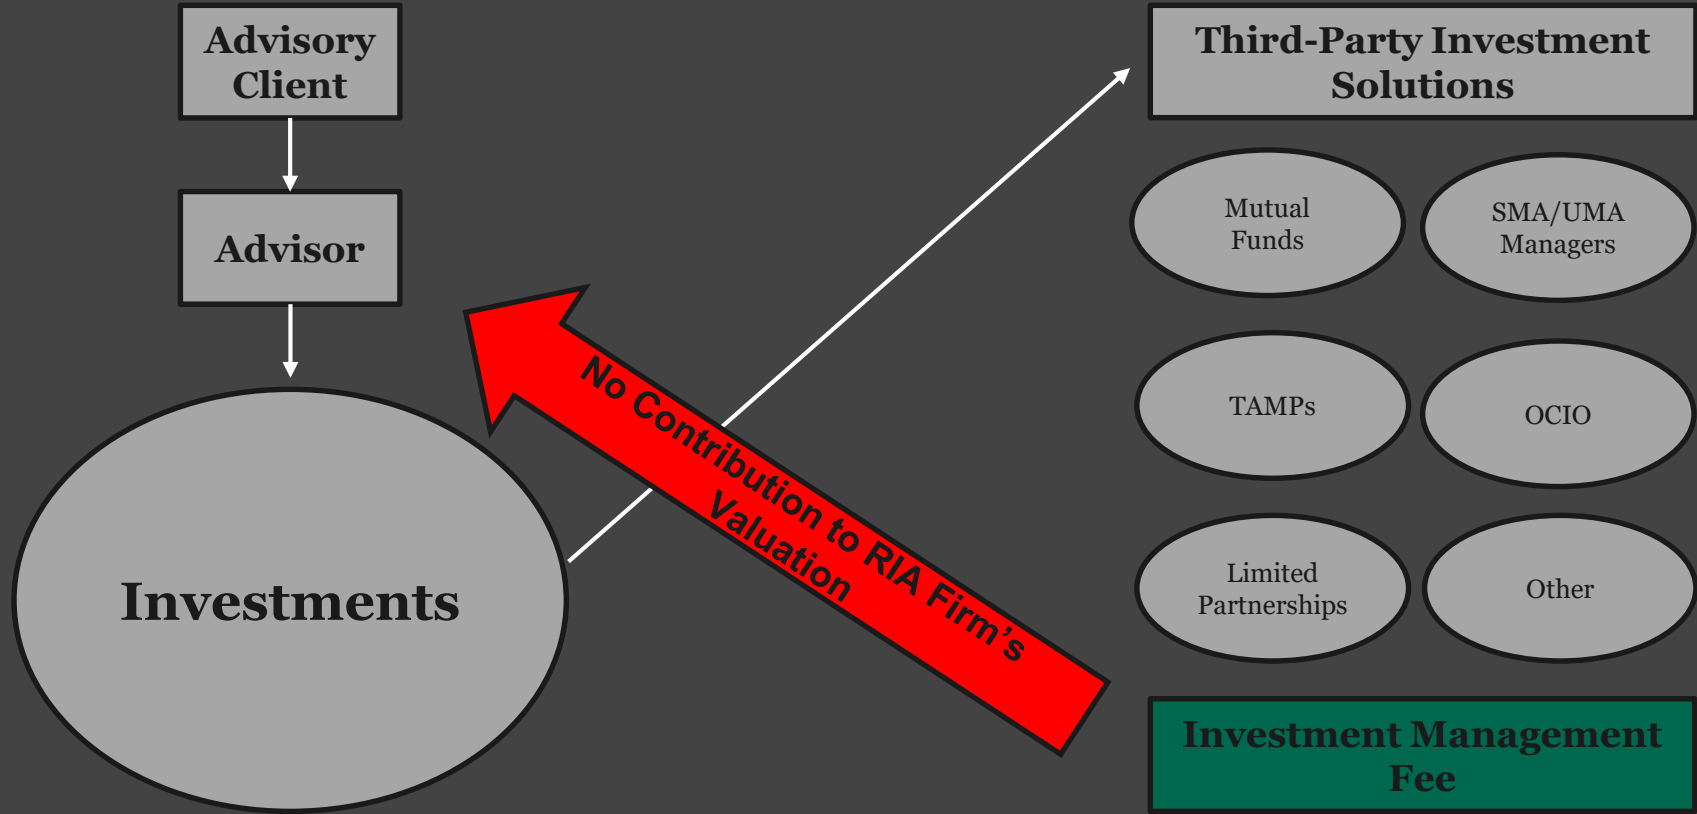 Advisory
Client
Advisor
Investments
No Contribution to RIA Firm's
Valuation
Third-Party Investment
Solutions
Mutual
Funds
SMA/UMA
Managers
TAMPs
OCIO
Limited
Partnerships
Other
Investment Management
Fee